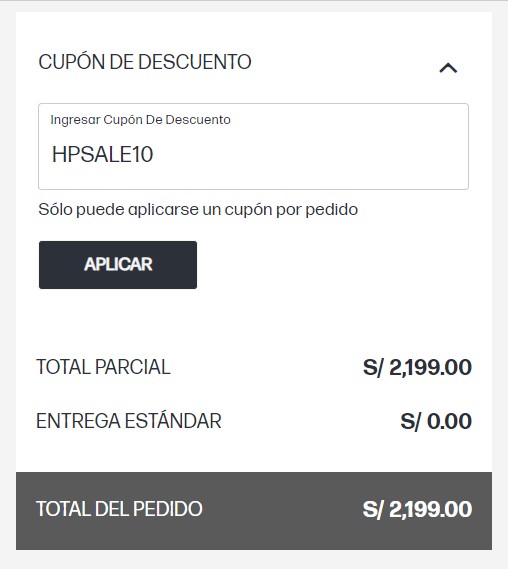 CUPÓN DE DESCUENTO
Ingresar Cupón De Descuento
HPSALE10
Sólo puede aplicarse un cupón por pedido
APLICAR
TOTAL PARCIAL S/ 2,199.00
ENTREGA ESTÁNDAR S/ 0.00
TOTAL DEL PEDIDO S/ 2,199.00